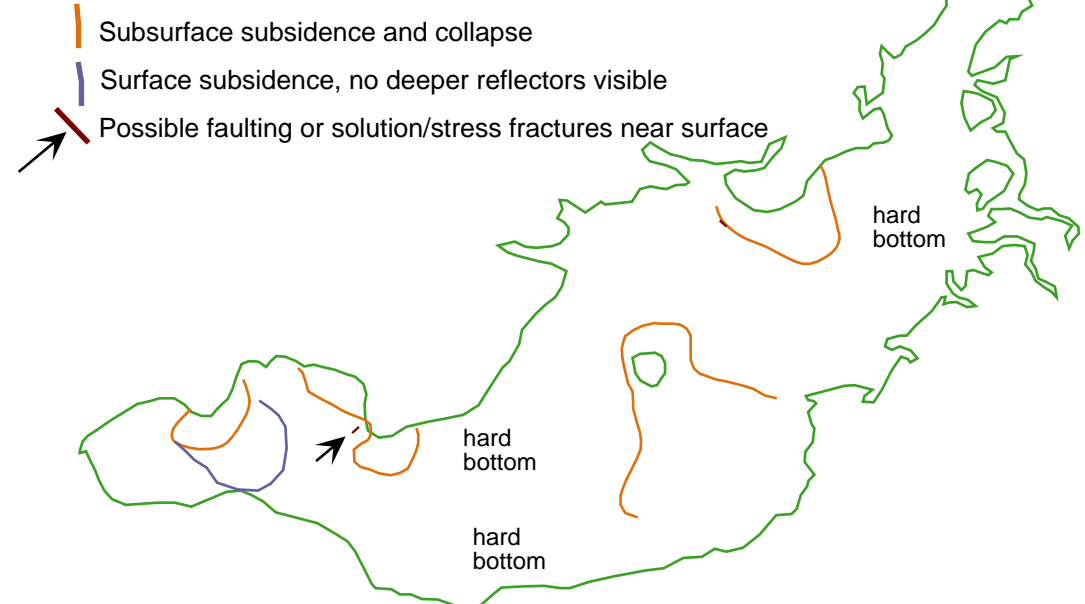 Subsurface subsidence and collapse
Surface subsidence, no deeper reflectors visible
Possible faulting or solution/stress fractures near surface
hard
bottom
hard
bottom
hard
bottom